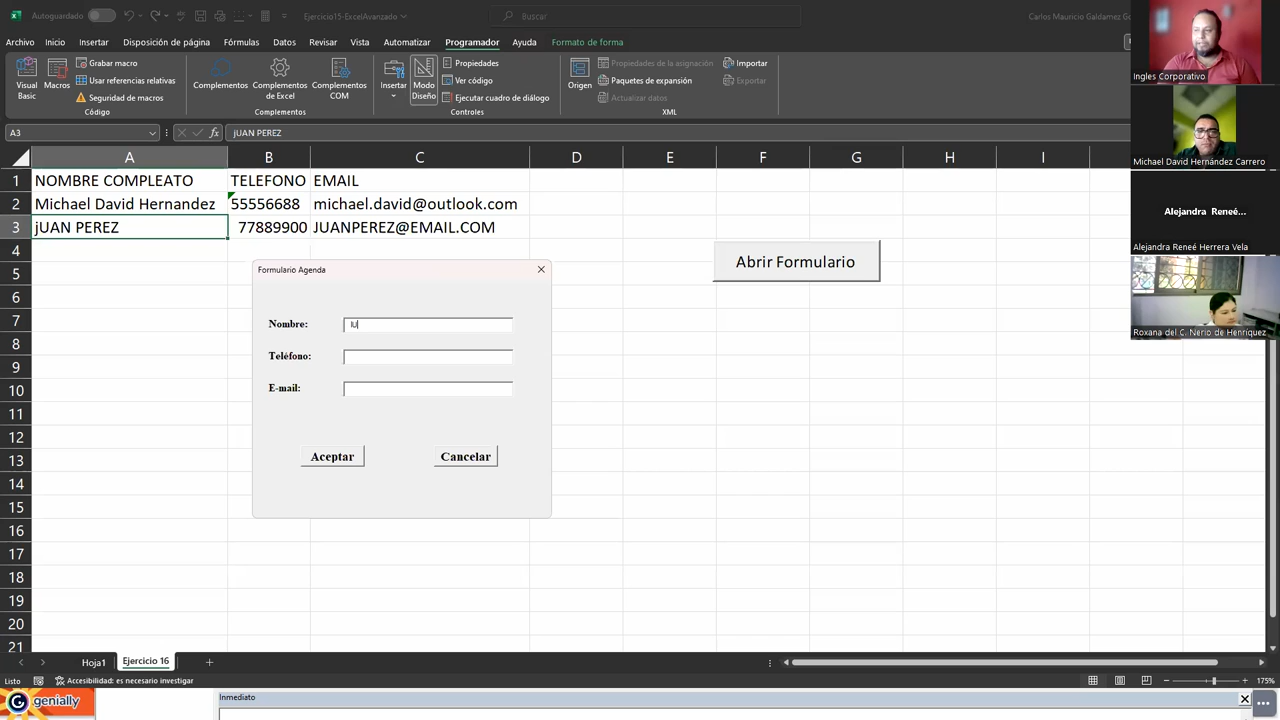 Autoguardado
Ejercicio15-ExcelAvanzado
Buscar
Carlos Mauricio Galdamez
Archivo Inicio Insertar Disposición de página Fórmulas Datos Revisar Vista Automatizar Programador Ayuda Formato de forma
Visual Basic
Macros
Grabar macro
Usar referencias relativas
Seguridad de macros
Código
Complementos
Complementos de Excel
Complementos COM
Complementos
Insertar
Modo Diseño
Propiedades
Ver código
Ejecutar cuadro de diálogo
Controles
Origen
Propiedades de la asignación
Paquetes de expansión
Actualizar datos
Importar
Exportar
XML
A3
fx
jUAN PEREZ
A B C D E F G H I
1 NOMBRE COMPLEATO TELEFONO EMAIL
2 Michael David Hernandez 55556688 michael.david@outlook.com
3 jUAN PEREZ 77889900 JUANPEREZ@EMAIL.COM
4
5
6
7
8
9
10
11
12
13
14
15
16
17
18
19
20
21
Abrir Formulario
Formulario Agenda
Nombre:
Teléfono:
E-mail:
Aceptar Cancelar
Ingles Corporativo
Michael David Hernández Carrero
Alejandra Reneé...
Alejandra Reneé Herrera Vela
Roxana del C. Nerio de Henríquez
Hoja1 Ejercicio 16
Listo
Accesibilidad: es necesario investigar
175%
genially
Inmediato